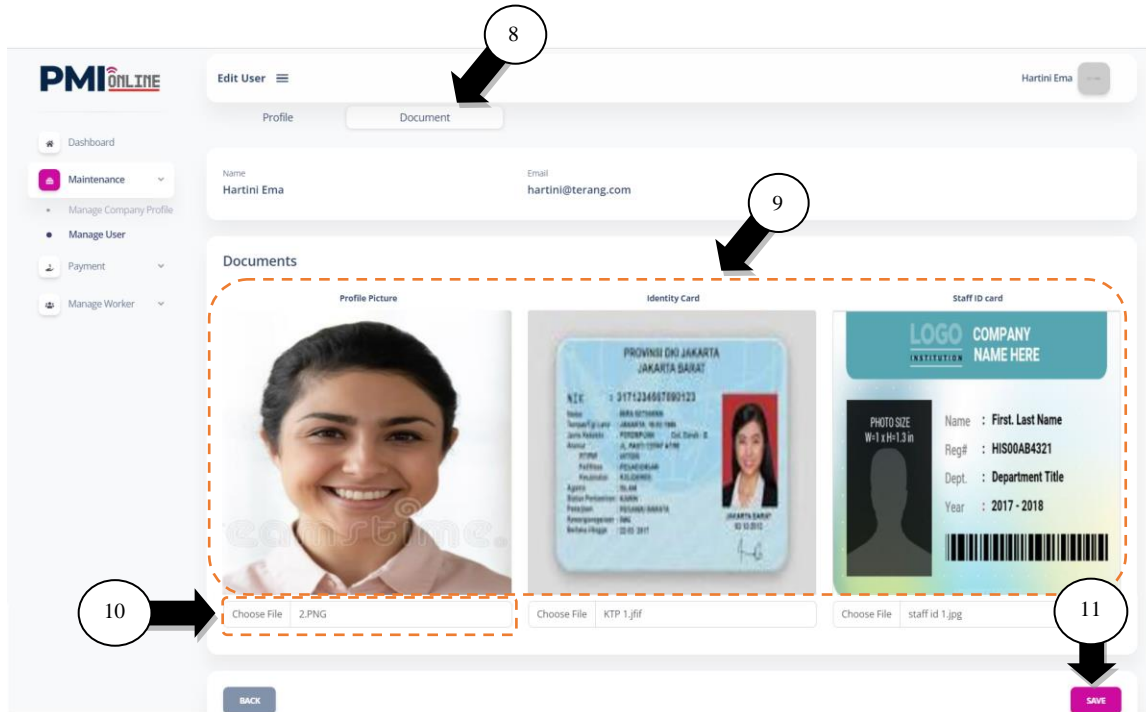 8
PMI ONLINE
Edit User
Hartini Ema
Profile
Document
Dashboard
Maintenance
Manage Company Profile
Manage User
Payment
Manage Worker
Name
Hartini Ema
Email
hartini@terang.com
9
Documents
Profile Picture
Identity Card
Staff ID card
PROVINSI DKI JAKARTA
JAKARTA BARAT
NIK
JAKARTA BARAT
LOGO
INSTITUTION
COMPANY
NAME HERE
PHOTO SIZE
W=1 x H=1.3 in
Name : First. Last Name
Reg# : HIS00AB4321
Dept. : Department Title
Year : 2017 - 2018
10
Choose File 2.PNG
Choose File KTP 1.jfif
Choose File staff id 1.jpg
11
BACK
SAVE